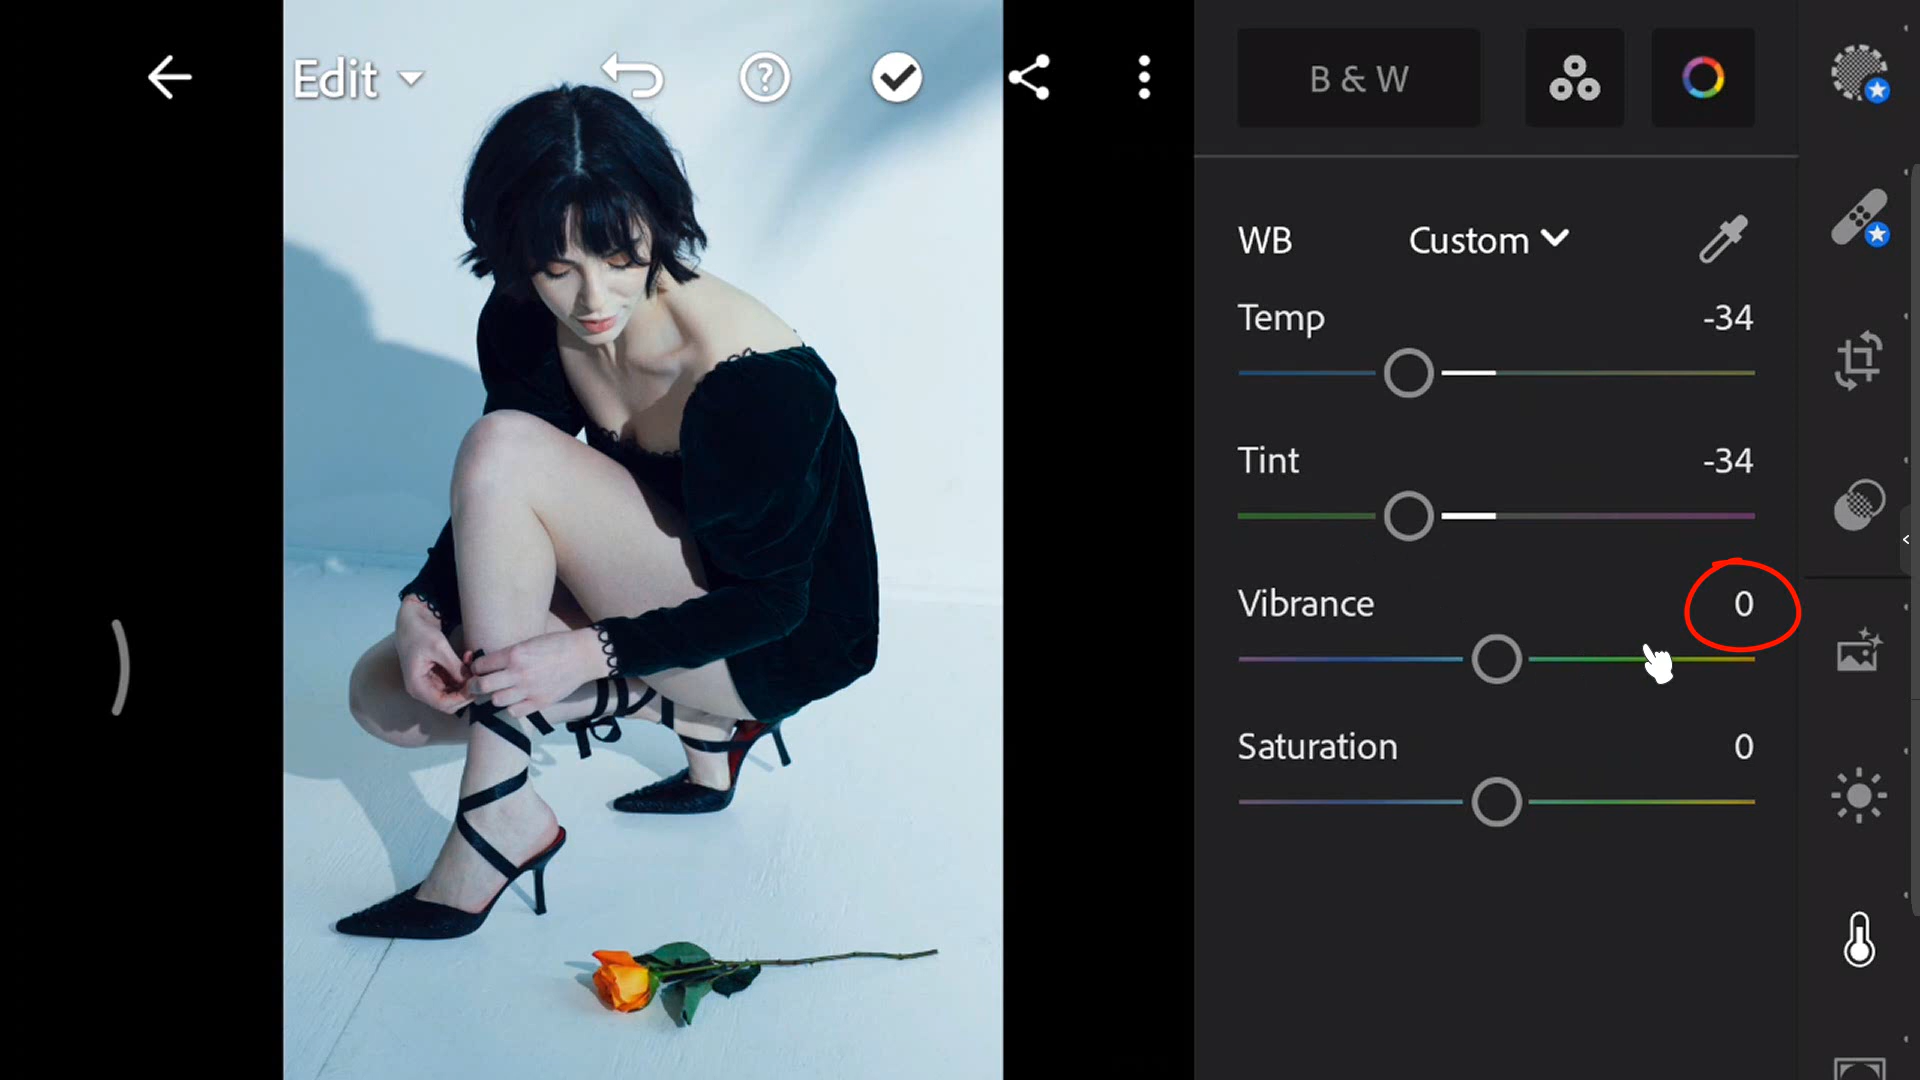 Edit
B & W
WB Custom
Temp -34
Tint -34
Vibrance 0
Saturation 0